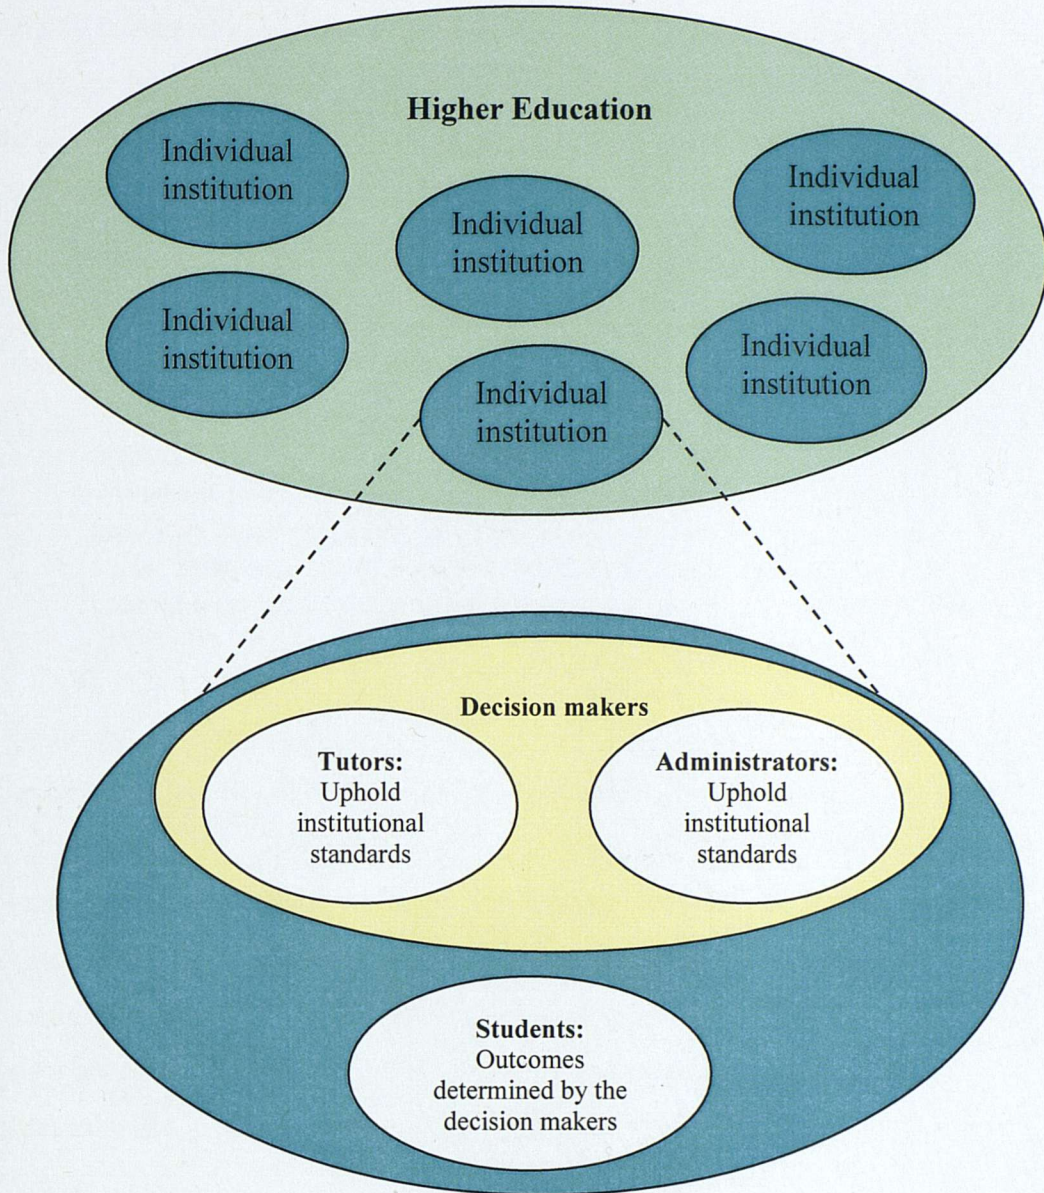 Higher Education
Individual
institution
Individual
institution
Individual
institution
Individual
institution
Individual
institution
Individual
institution
Decision makers
Tutors:
Uphold
institutional
standards
Administrators:
Uphold
institutional
standards
Students:
Outcomes
determined by the
decision makers